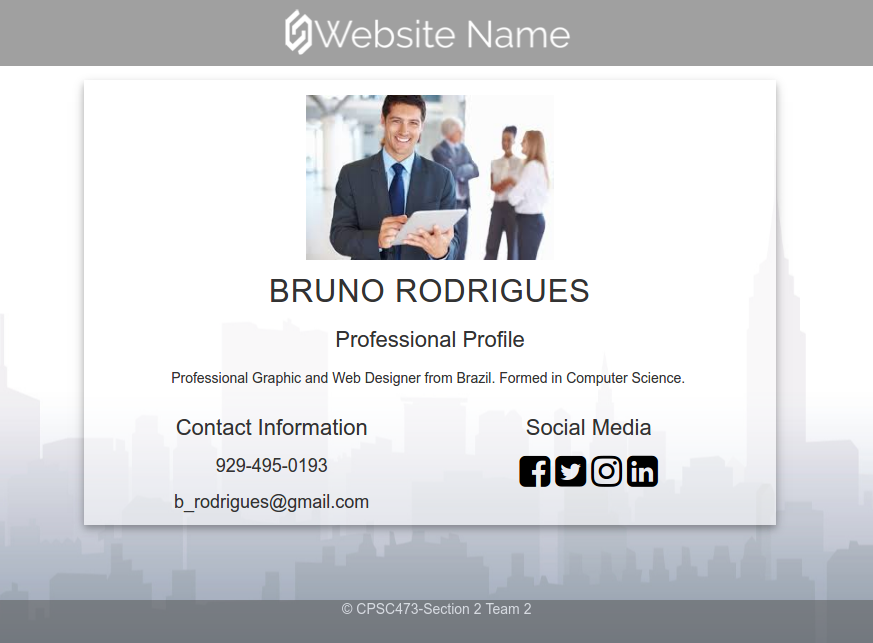 Website Name
BRUNO RODRIGUES
Professional Profile
Professional Graphic and Web Designer from Brazil. Formed in Computer Science.
Contact Information
929-495-0193
b_rodrigues@gmail.com
Social Media
© CPSC473-Section 2 Team 2